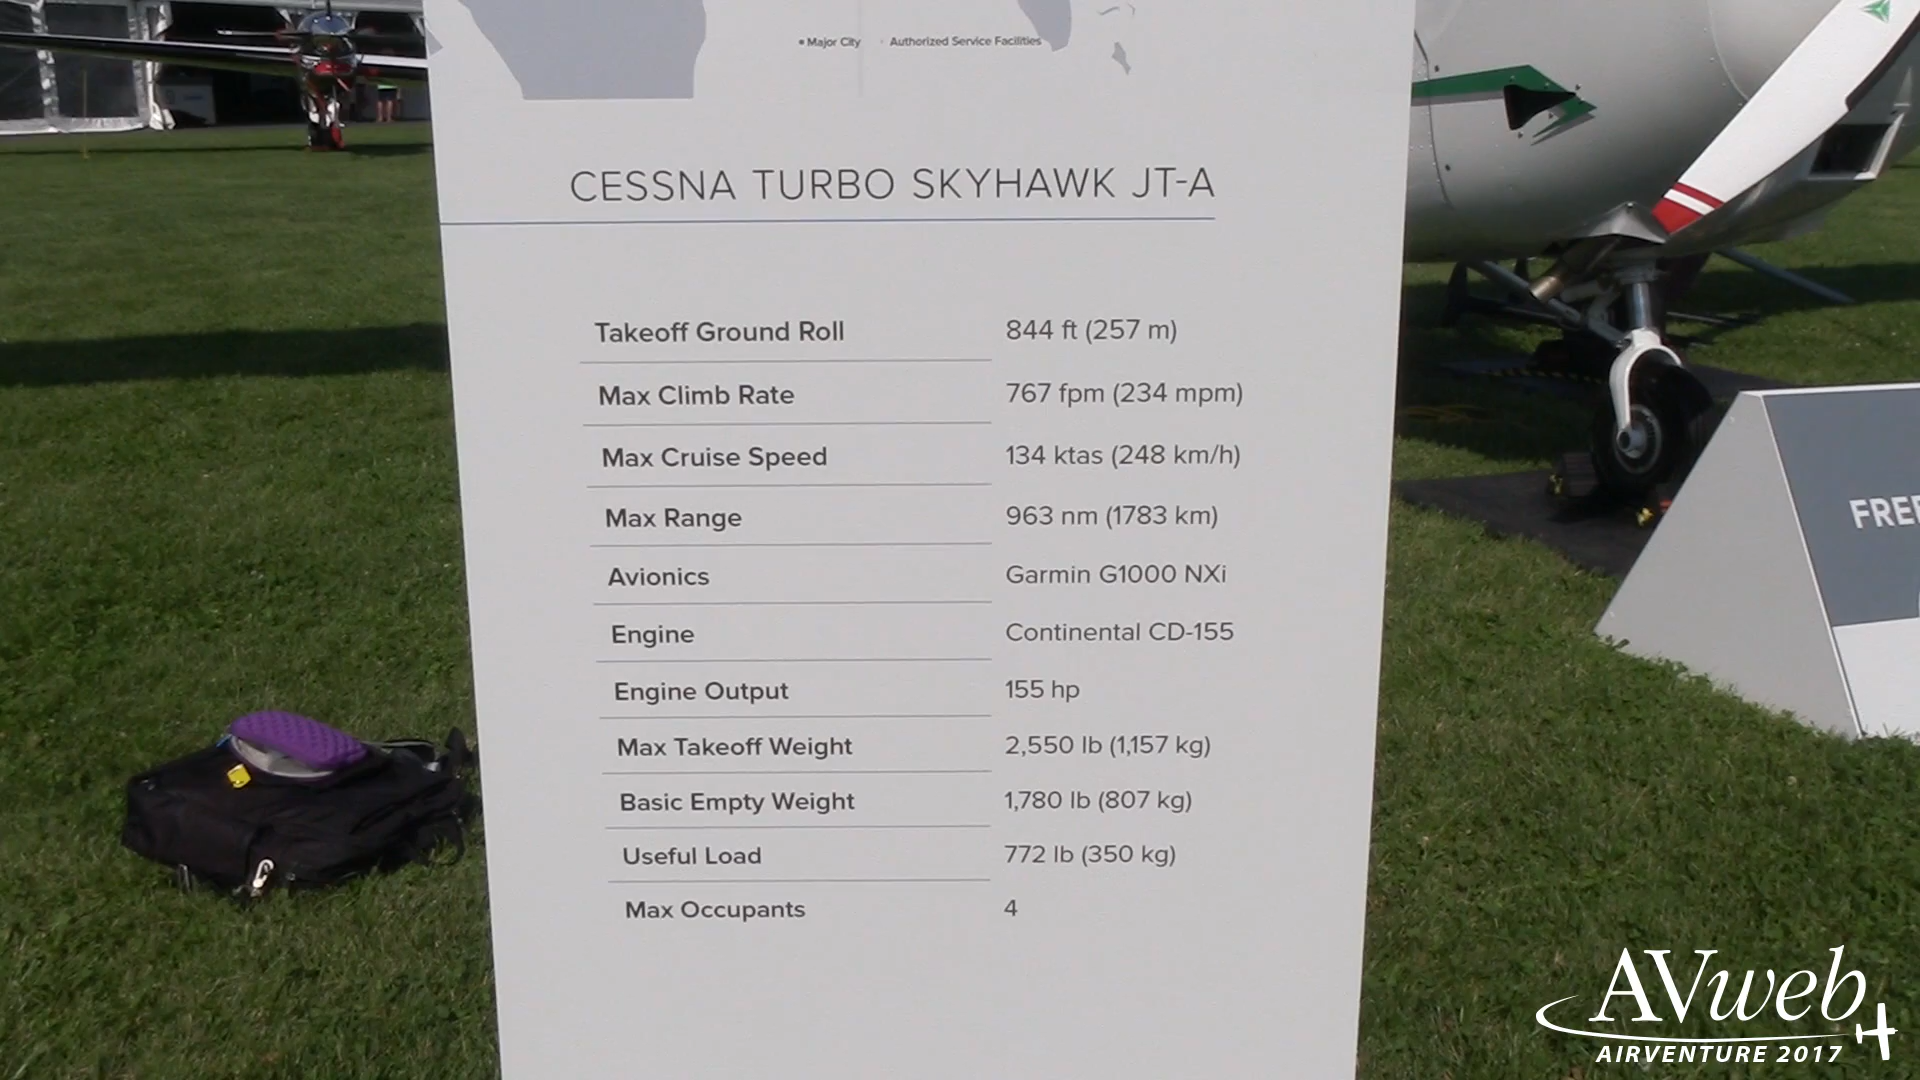 • Major City Authorized Service Facilities
CESSNA TURBO SKYHAWK JT-A
Takeoff Ground Roll 844 ft (257 m)
Max Climb Rate 767 fpm (234 mpm)
Max Cruise Speed 134 ktas (248 km/h)
Max Range 963 nm (1783 km)
Avionics Garmin G1000 NXi
Engine Continental CD-155
Engine Output 155 hp
Max Takeoff Weight 2,550 lb (1,157 kg)
Basic Empty Weight 1,780 lb (807 kg)
Useful Load 772 lb (350 kg)
Max Occupants 4
FREE
AVweb
AIRVENTURE 2017